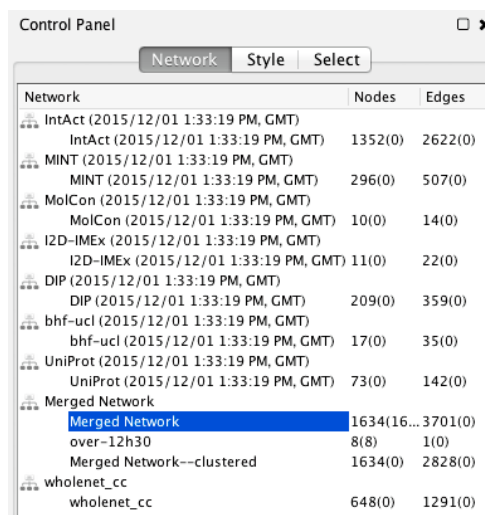 Control Panel
Network Style Select
Network Nodes Edges
IntAct (2015/12/01 1:33:19 PM, GMT)
IntAct (2015/12/01 1:33:19 PM, GMT) 1352(0) 2622(0)
MINT (2015/12/01 1:33:19 PM, GMT)
MINT (2015/12/01 1:33:19 PM, GMT) 296(0) 507(0)
MolCon (2015/12/01 1:33:19 PM, GMT)
MolCon (2015/12/01 1:33:19 PM, GMT) 10(0) 14(0)
I2D-IMEx (2015/12/01 1:33:19 PM, GMT)
I2D-IMEx (2015/12/01 1:33:19 PM, GMT) 11(0) 22(0)
DIP (2015/12/01 1:33:19 PM, GMT)
DIP (2015/12/01 1:33:19 PM, GMT) 209(0) 359(0)
bhf-ucl (2015/12/01 1:33:19 PM, GMT)
bhf-ucl (2015/12/01 1:33:19 PM, GMT) 17(0) 35(0)
UniProt (2015/12/01 1:33:19 PM, GMT)
UniProt (2015/12/01 1:33:19 PM, GMT) 73(0) 142(0)
Merged Network
Merged Network 1634(16... 3701(0)
over-12h30 8(8) 1(0)
Merged Network--clustered 1634(0) 2828(0)
wholenet_cc
wholenet_cc 648(0) 1291(0)